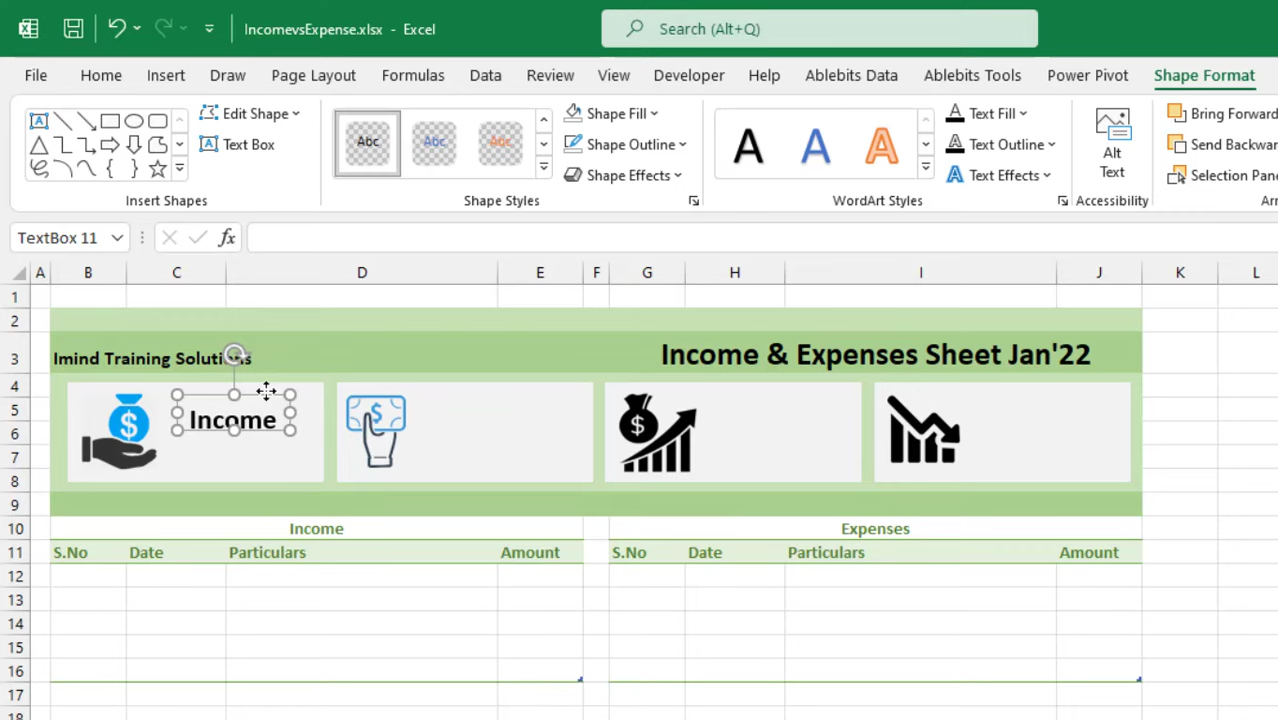 IncomevsExpense.xlsx - Excel
Search (Alt+Q)
File Home Insert Draw Page Layout Formulas Data Review View Developer Help Ablebits Data Ablebits Tools Power Pivot Shape Format
Edit Shape
Text Box
Insert Shapes
Abc Abc Abc
Shape Fill
Shape Outline
Shape Effects
Shape Styles
A A A
Text Fill
Text Outline
Text Effects
WordArt Styles
Alt
Text
Accessibility
Bring Forward
Send Backwar
Selection Pane
Arr
TextBox 11
fx
A B C D E F G H I J K L
1
2
3 Imind Training Solutions Income & Expenses Sheet Jan'22
4
5 Income
6
7
8
9
10 Income Expenses
11 S.No Date Particulars Amount S.No Date Particulars Amount
12
13
14
15
16
17
18